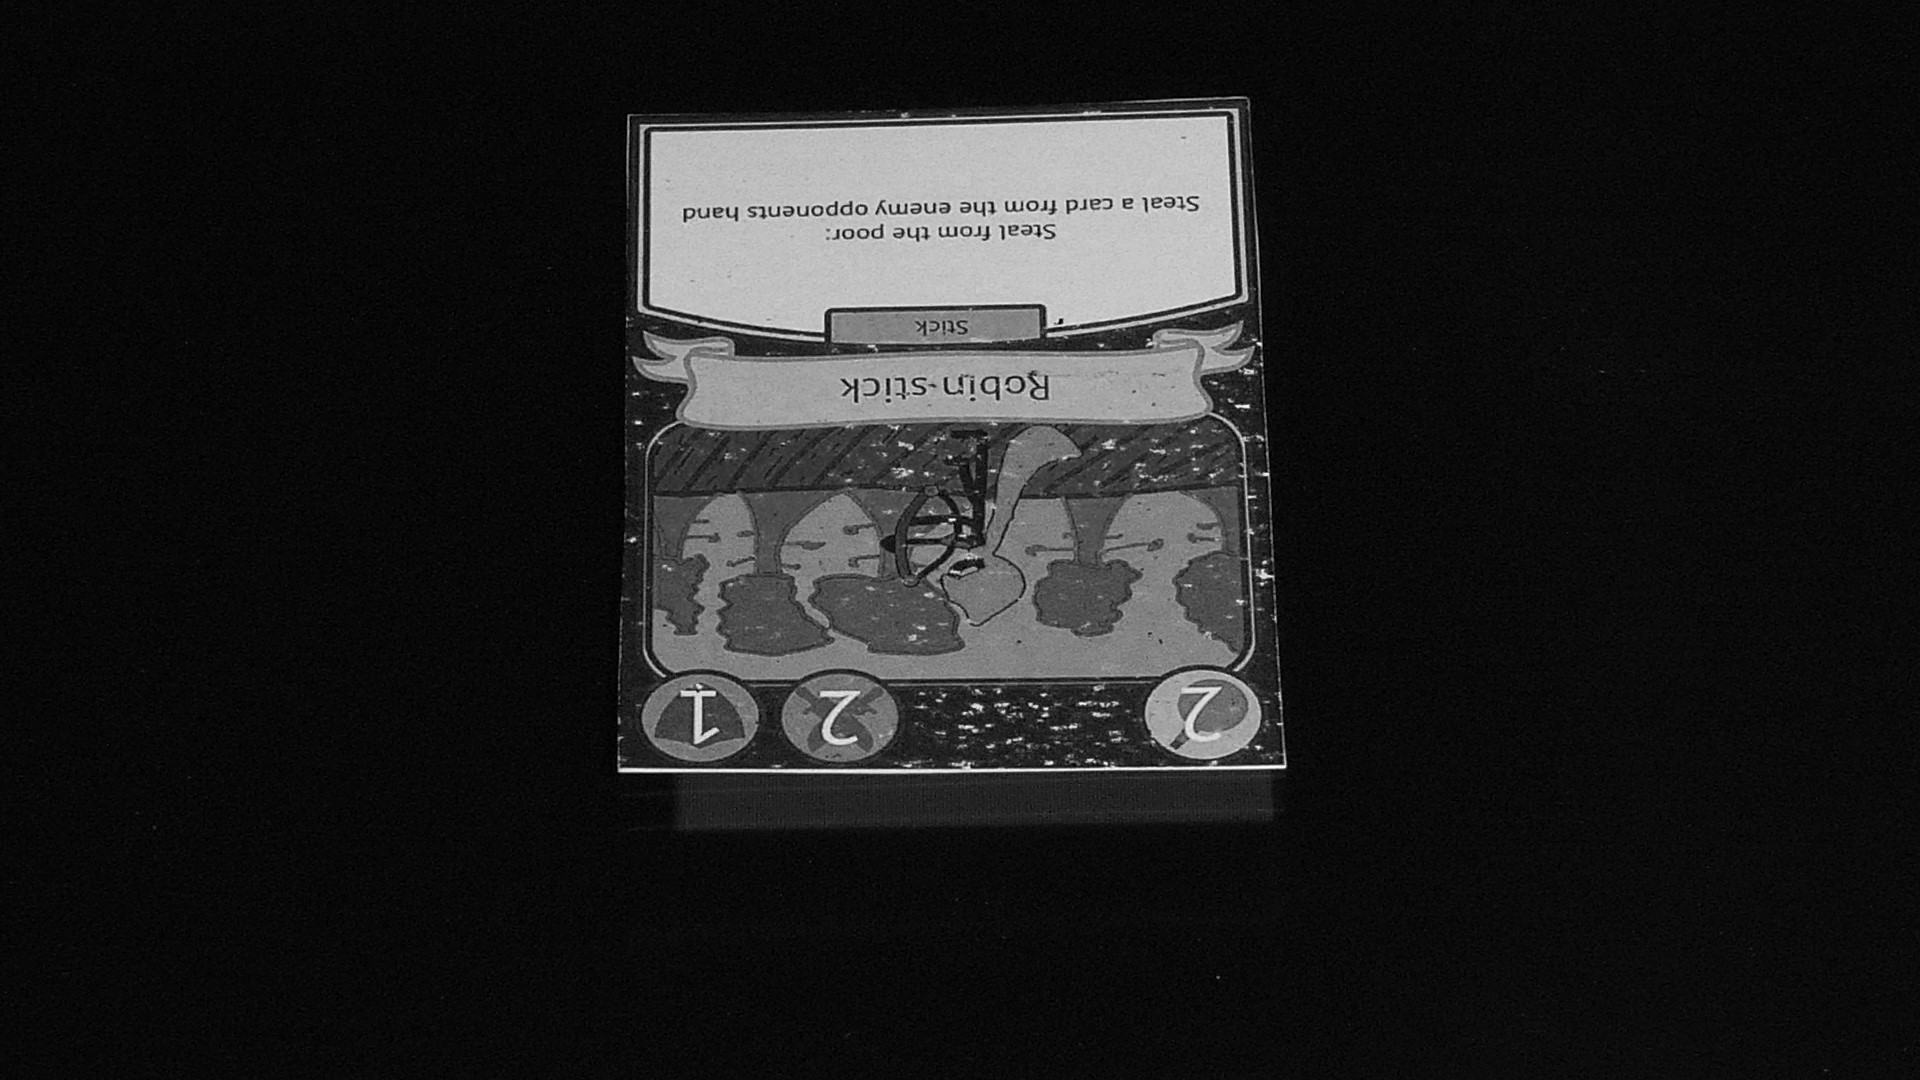 2
2
1
Robin-stick
Stick
Steal from the poor:
Steal a card from the enemy opponents hand